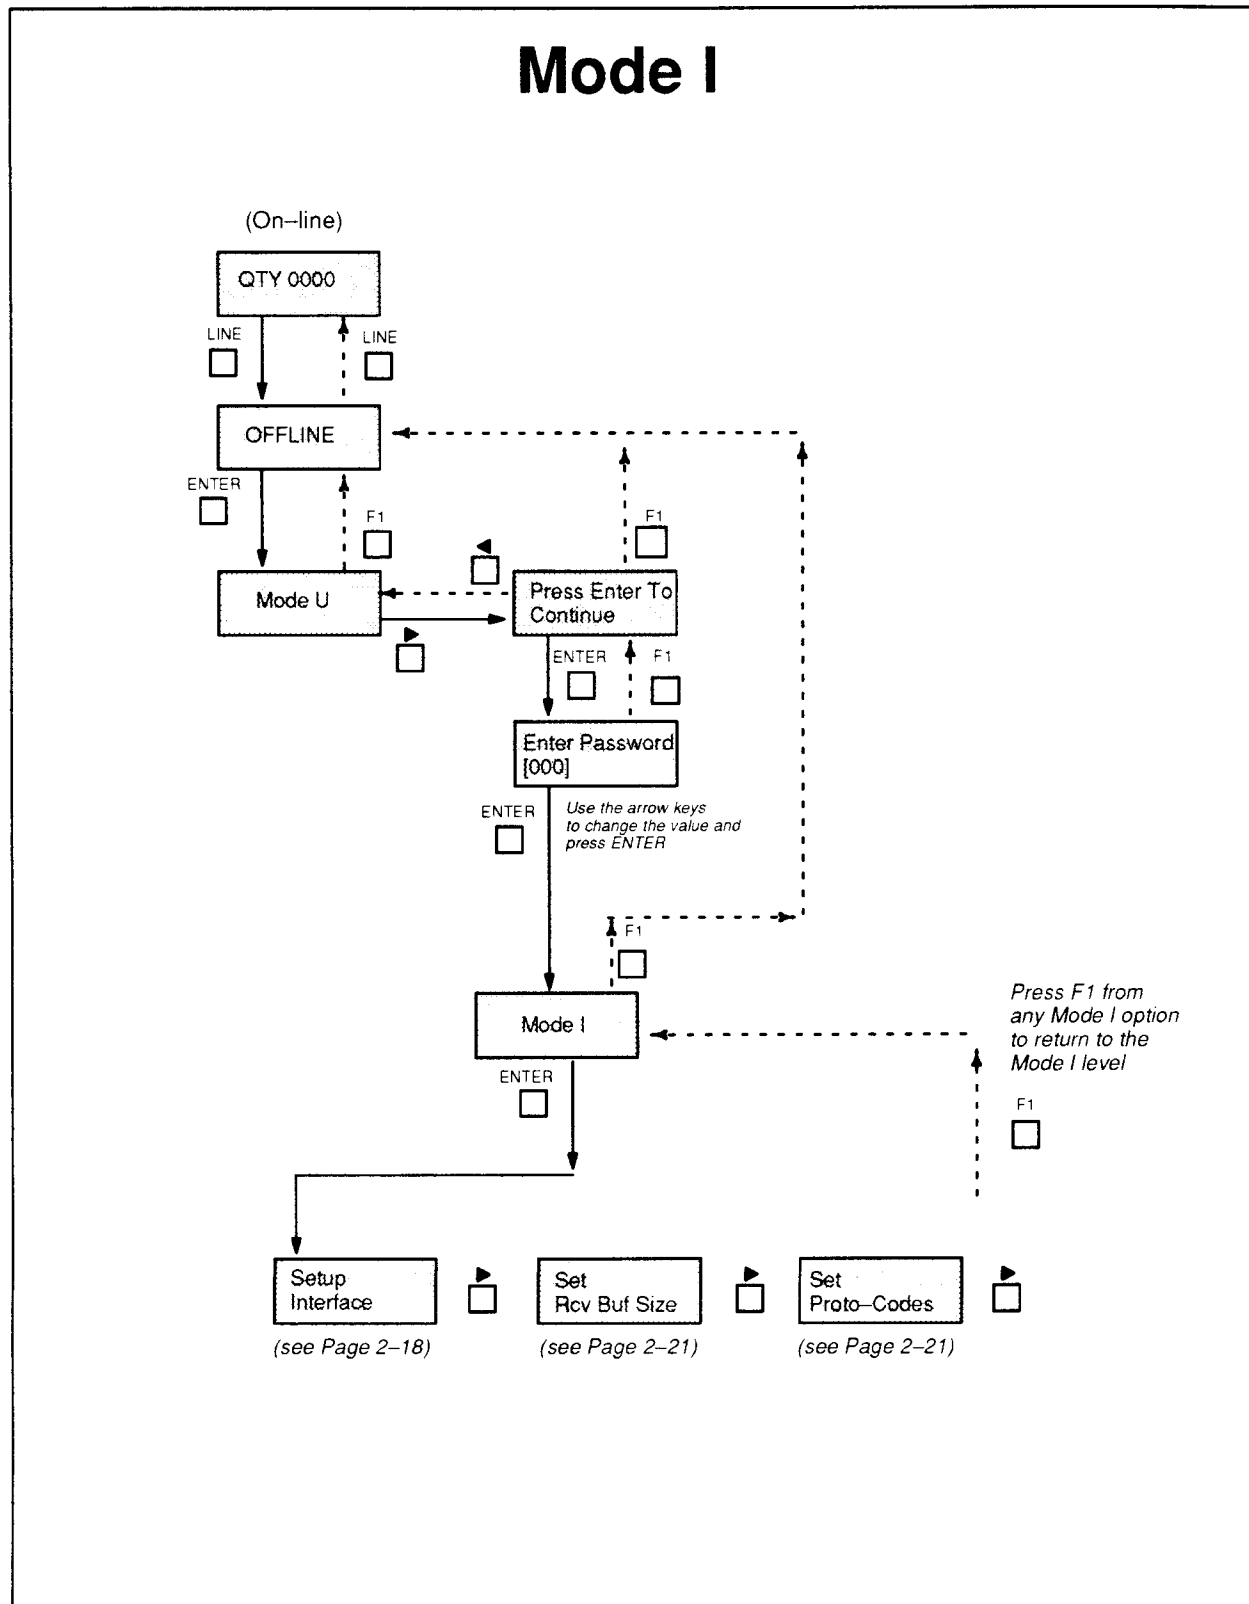 Mode I
(On–line)
QTY 0000
LINE
LINE
OFFLINE
ENTER
F1
F1
Mode U
Press Enter To
Continue
ENTER
F1
Enter Password
[000]
ENTER
Use the arrow keys
to change the value and
press ENTER
F1
Mode I
Press F1 from
any Mode I option
to return to the
Mode I level
ENTER
F1
Setup
Interface
Set
Rcv Buf Size
Set
Proto–Codes
(see Page 2–18)
(see Page 2–21)
(see Page 2–21)